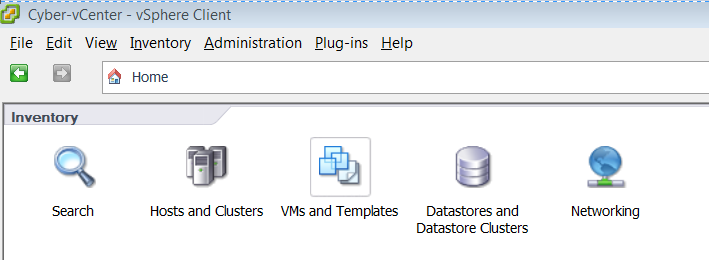 Cyber-vCenter - vSphere Client
File Edit View Inventory Administration Plug-ins Help
Home
Inventory
Search Hosts and Clusters VMs and Templates Datastores and Networking
Datastore Clusters